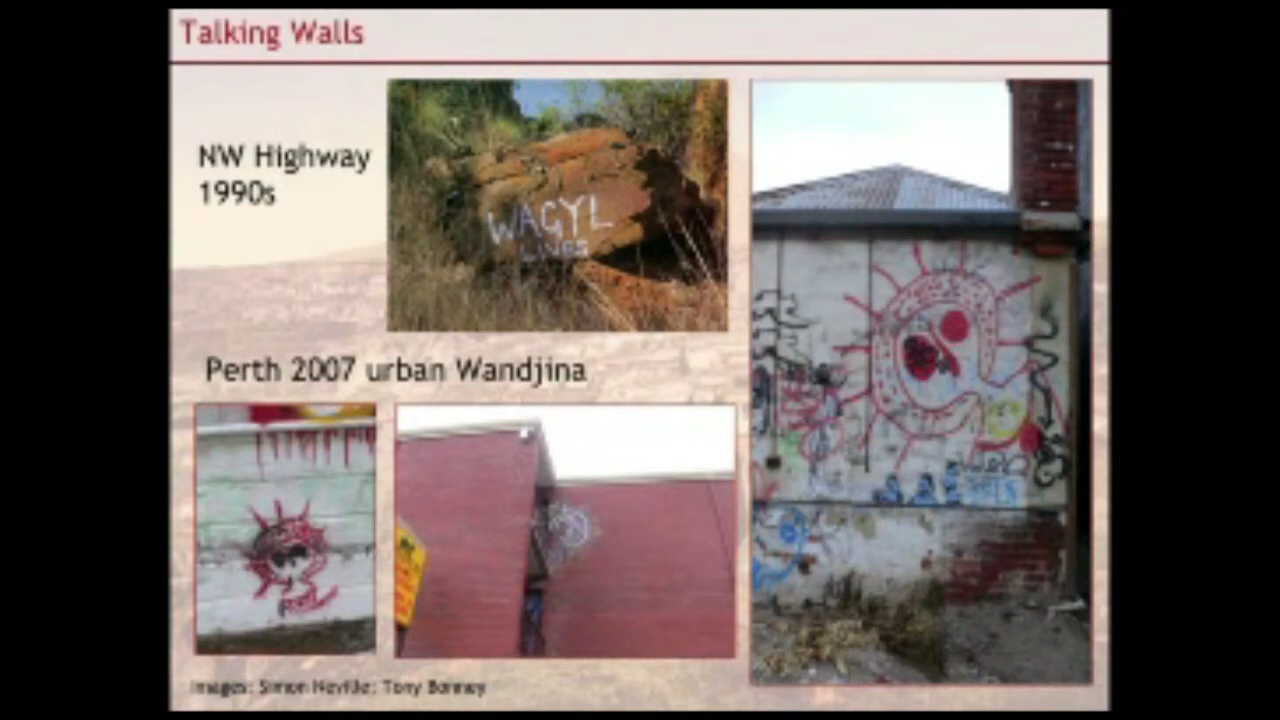 Talking Walls
NW Highway
1990s
WAGYL
LIVES
Perth 2007 urban Wandjina
Images: Simon Neville; Tony Bonney